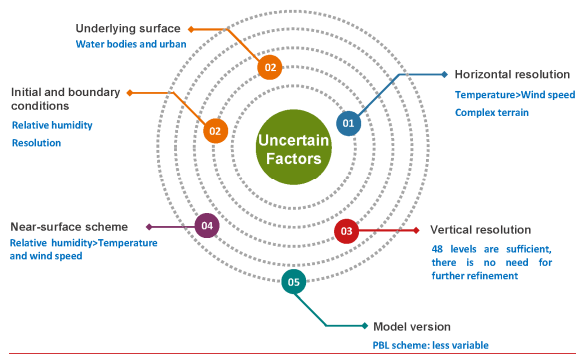 Underlying surface
Water bodies and urban
02
Horizontal resolution
Temperature>Wind speed
Complex terrain
01
Initial and boundary
conditions
Relative humidity
Resolution
02
Uncertain
Factors
Near-surface scheme
Relative humidity>Temperature
and wind speed
04
03
Vertical resolution
48 levels are sufficient,
there is no need for
further refinement
05
Model version
PBL scheme: less variable